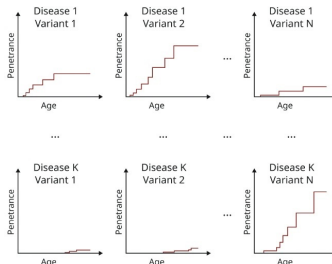 Disease 1
Variant 1
Disease 1
Variant 2
Disease 1
Variant N
Penetrance
Penetrance
...
Penetrance
Age
Age
Age
...
...
...
...
Disease K
Variant 1
Disease K
Variant 2
Disease K
Variant N
Penetrance
Penetrance
...
Penetrance
Age
Age
Age